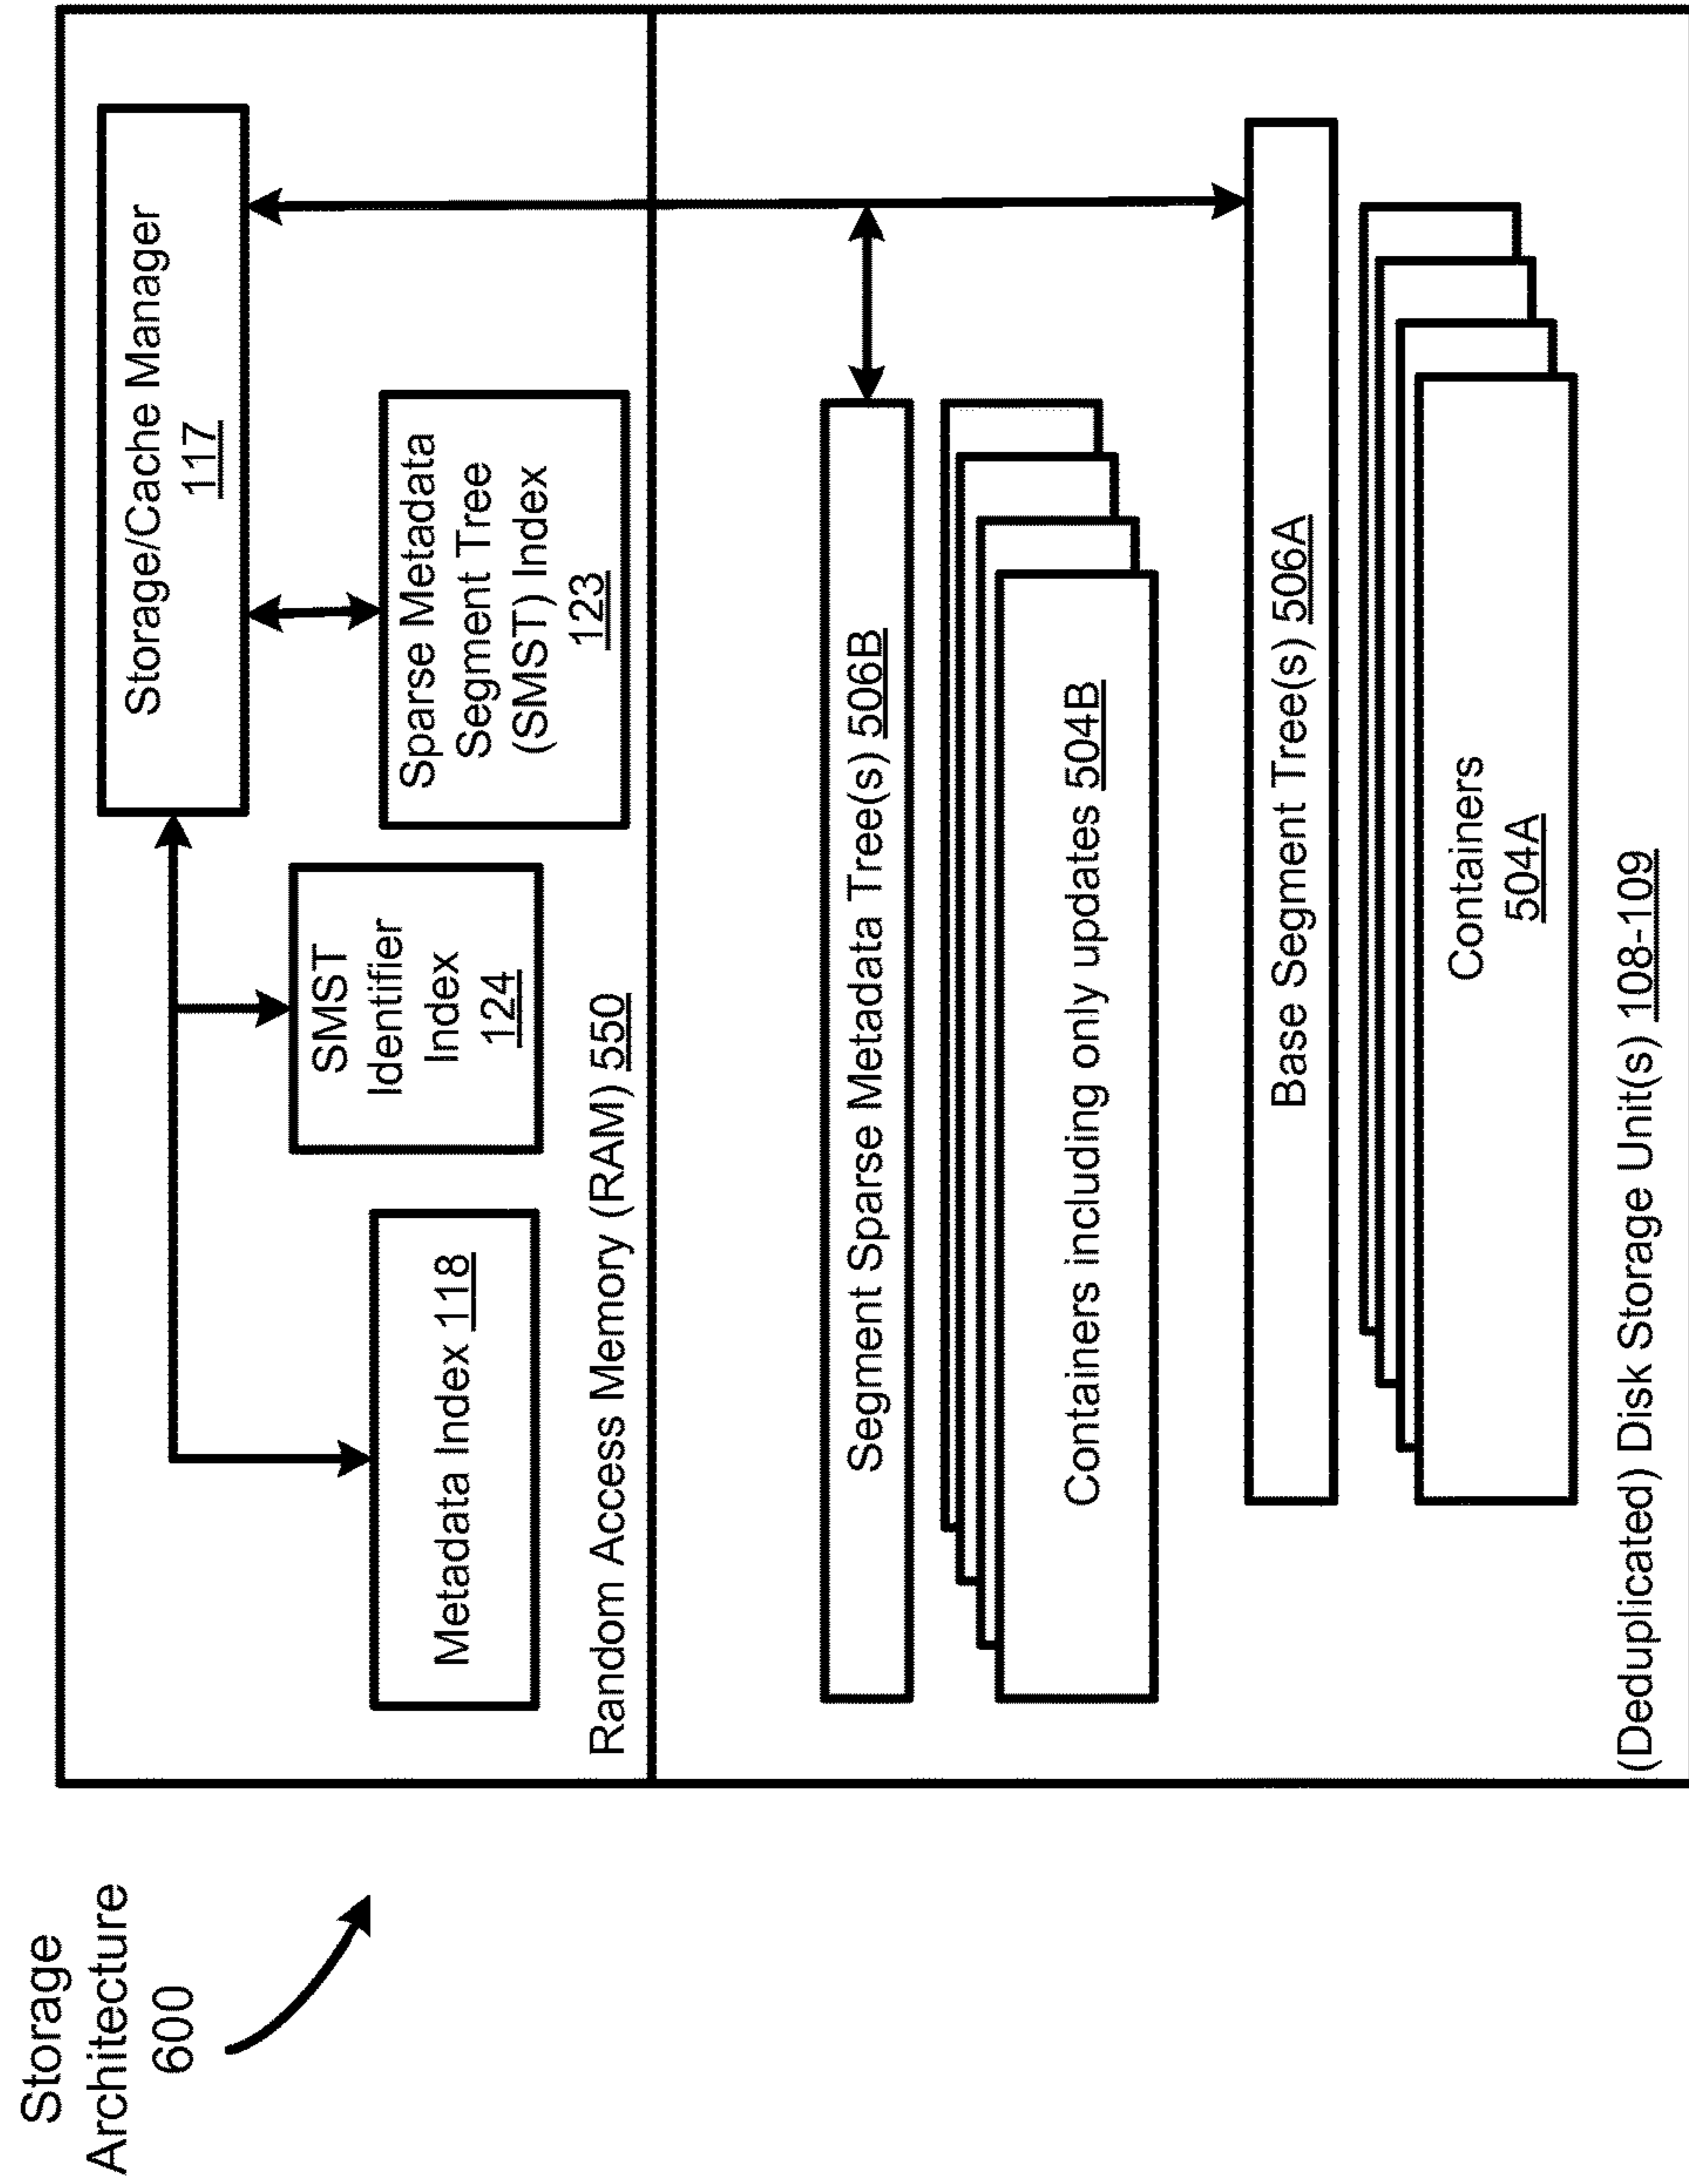 Storage
Architecture
600
Storage/Cache Manager
117
Metadata Index 118
SMST
Identifier
Index
124
Sparse Metadata
Segment Tree
(SMST) Index
123
Random Access Memory (RAM) 550
Segment Sparse Metadata Tree(s) 506B
Containers including only updates 504B
Base Segment Tree(s) 506A
Containers
504A
(Deduplicated) Disk Storage Unit(s) 108-109